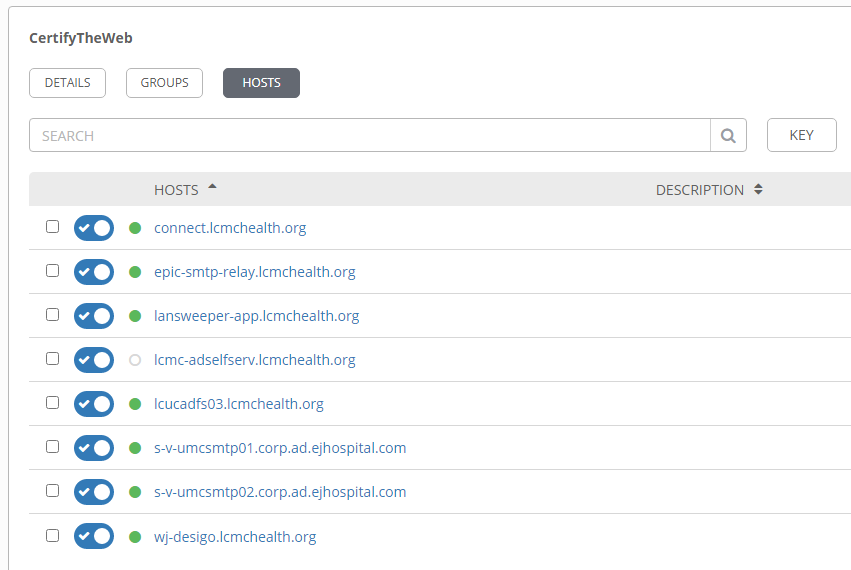 CertifyTheWeb
DETAILS GROUPS HOSTS
SEARCH KEY
HOSTS DESCRIPTION
connect.lcmchealth.org
epic-smtp-relay.lcmchealth.org
lansweeper-app.lcmchealth.org
lcmc-adselfserv.lcmchealth.org
lcucadfs03.lcmchealth.org
s-v-umcsmtp01.corp.ad.ejhospital.com
s-v-umcsmtp02.corp.ad.ejhospital.com
wj-desigo.lcmchealth.org